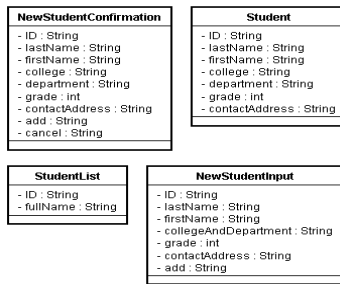 NewStudentConfirmation
- ID : String
- lastName : String
- firstName : String
- college : String
- department : String
- grade : int
- contactAddress : String
- add : String
- cancel : String
Student
- ID : String
- lastName : String
- firstName : String
- college : String
- department : String
- grade : int
- contactAddress : String
StudentList
- ID : String
- fullName : String
NewStudentInput
- ID : String
- lastName : String
- firstName : String
- collegeAndDepartment : String
- grade : int
- contactAddress : String
- add : String